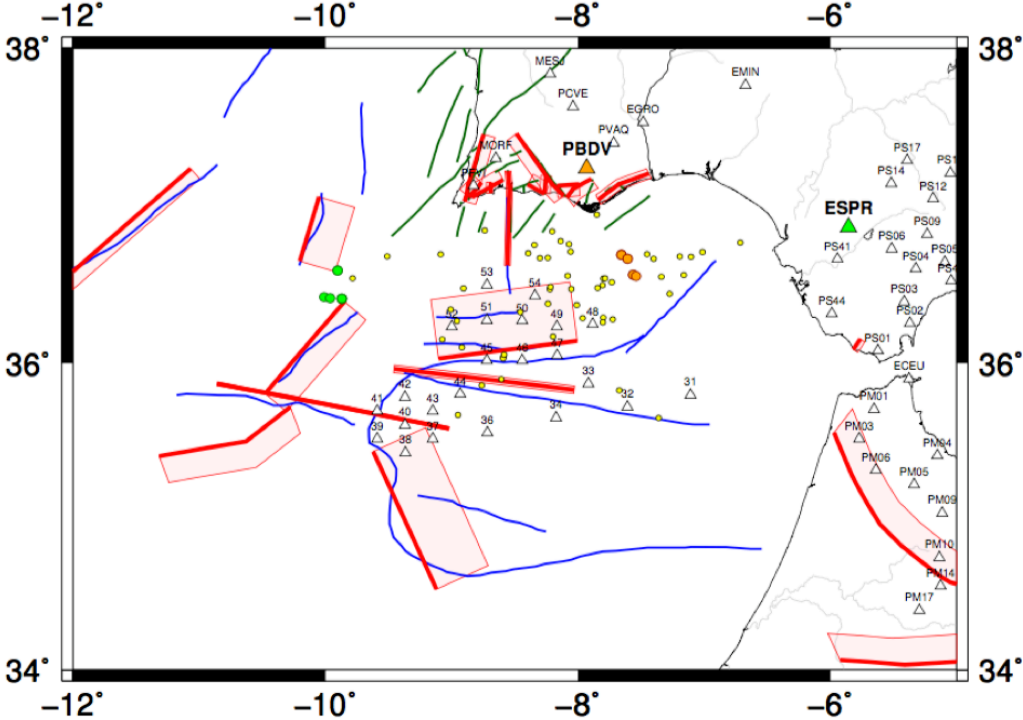 −12° −10° −8° −6°
38° 38°
MESJ
EMIN
PCVE
EGRO
PVAQ
PBDV
MORF
PS17
PS14
PS12
ESPR
PS09
PS06
PS41
PS04
53
54
PS03
PS44
PS02
51 50 49 48
PS01
36° 36°
45 46 47
ECEU
33
31
42 44
PM01
32
41 43
34
40
36
PM03
39 37
PM04
38
PM06
PM05
PM09
PM10
PM14
PM17
34° 34°
−12° −10° −8° −6°